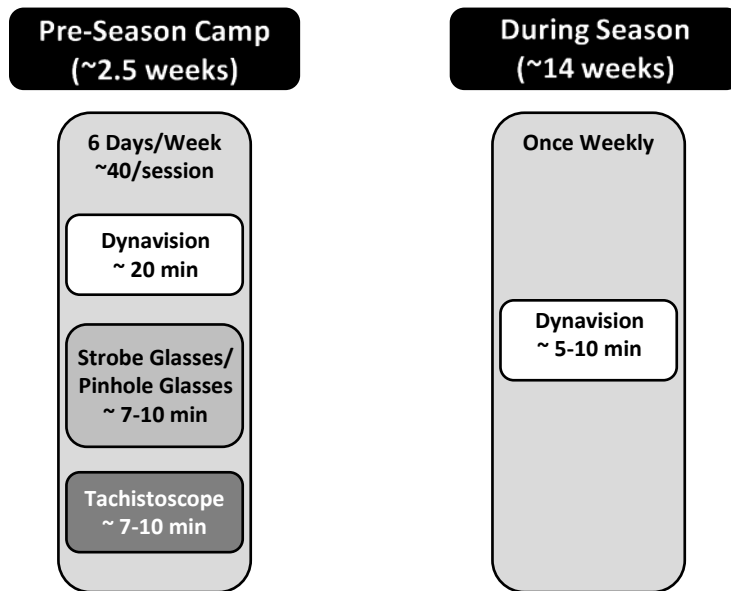 Pre-Season Camp
(~2.5 weeks)
6 Days/Week
~40/session
Dynavision
~ 20 min
Strobe Glasses/
Pinhole Glasses
~ 7-10 min
Tachistoscope
~ 7-10 min
During Season
(~14 weeks)
Once Weekly
Dynavision
~ 5-10 min